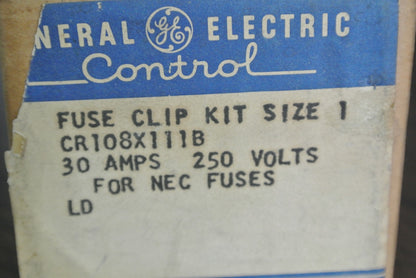 NERAL GE ELECTRIC
Control
FUSE CLIP KIT SIZE 1
CR108X111B
30 AMPS 250 VOLTS
FOR NEC FUSES
LD